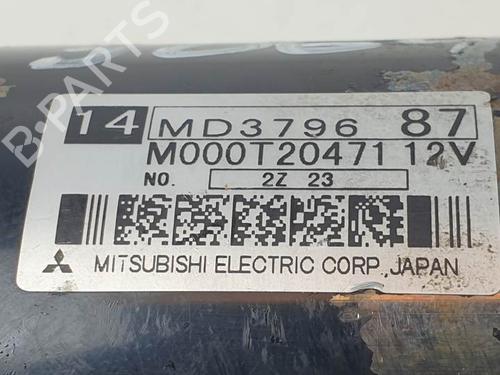 14 MD3796 87
M000T20471 12V
NO. 2Z 23
MITSUBISHI ELECTRIC CORP. JAPAN
B-Parts